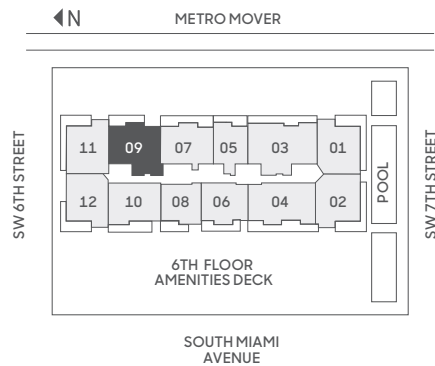 N
METRO MOVER
SW 6TH STREET
11
09
07
05
03
01
12
10
08
06
04
02
POOL
SW 7TH STREET
6TH FLOOR
AMENITIES DECK
SOUTH MIAMI
AVENUE